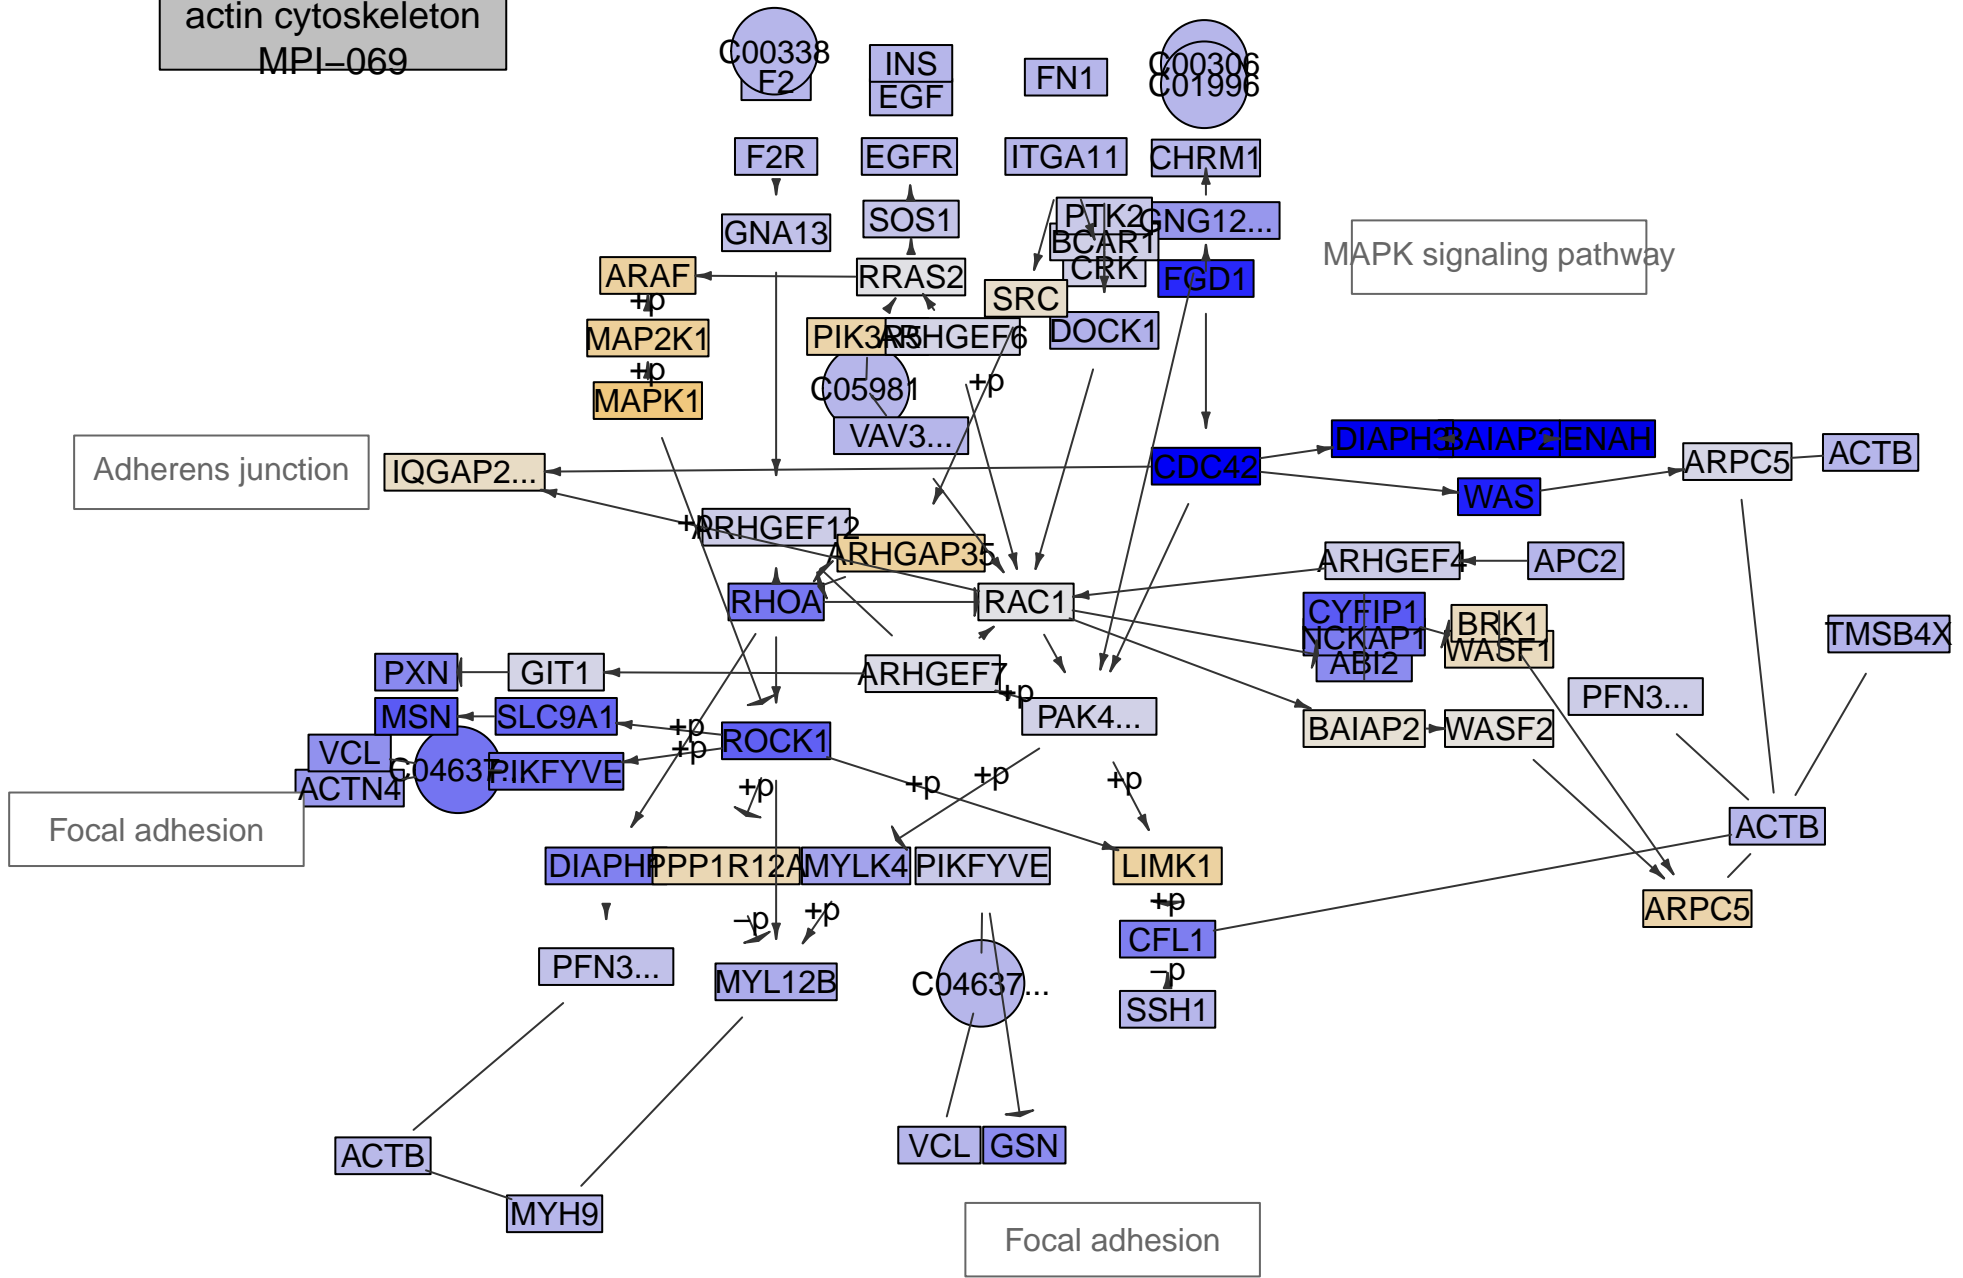 actin cytoskeleton
MPI−069
C00338
F2
INS
EGF
FN1
C00306
C01996
F2R
EGFR
ITGA11
CHRM1
GNA13
SOS1
PTK2
GNG12...
BCAR1
CRK
MAPK signaling pathway
ARAF
RRAS2
SRC
FGD1
+p
MAP2K1
ARHGEF6
DOCK1
+p
MAPK1
C05981
+p
VAV3...
Adherens junction
IQGAP2...
CDC42
DIAPH3
BAIAP2
ENAH
ARPC5
ACTB
WAS
+p
ARHGEF12
ARHGAP35
ARHGEF4
APC2
RHOA
RAC1
CYFIP1
NCKAP1
ABI2
BRK1
WASF1
TMSB4X
PXN
GIT1
ARHGEF7
+p
PAK4...
PFN3...
MSN
SLC9A1
+p
ROCK1
BAIAP2
WASF2
VCL
C04637...
PIKFYVE
+p
ACTN4
+p
+p
+p
+p
Focal adhesion
ACTB
PPP1R12A
MYLK4
PIKFYVE
LIMK1
−p
+p
+p
ARPC5
CFL1
PFN3...
MYL12B
C04637...
−p
SSH1
ACTB
VCL
GSN
MYH9
Focal adhesion